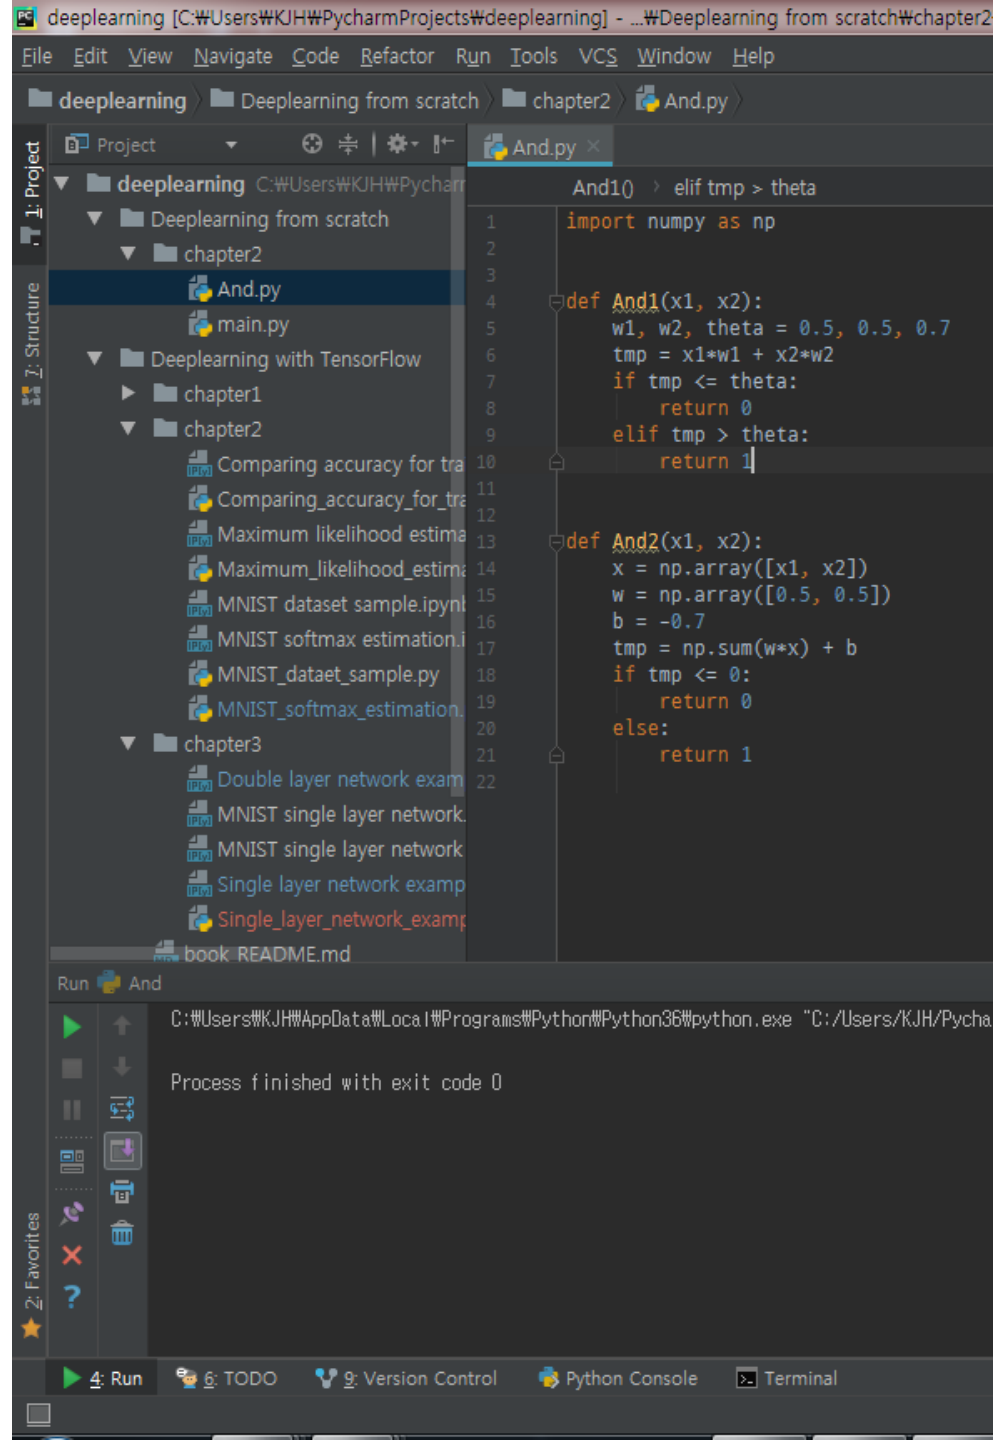 deeplearning [C:₩Users₩KJH₩PycharmProjects₩deeplearning] - ...₩Deeplearning from scratch₩chapter2
File Edit View Navigate Code Refactor Run Tools VCS Window Help
deeplearning Deeplearning from scratch chapter2 And.py
1: Project
7: Structure
2: Favorites
Project
deeplearning C:₩Users₩KJH₩Pycharm
Deeplearning from scratch
chapter2
And.py
main.py
Deeplearning with TensorFlow
chapter1
chapter2
Comparing accuracy for tra
Comparing_accuracy_for_tra
Maximum likelihood estima
Maximum_likelihood_estima
MNIST dataset sample.ipynb
MNIST softmax estimation.i
MNIST_dataet_sample.py
MNIST_softmax_estimation.
chapter3
Double layer network exam
MNIST single layer network.
MNIST single layer network
Single layer network examp
Single_layer_network_examp
book README.md
And.py
And1() elif tmp > theta
1 import numpy as np
2
3
4 def And1(x1, x2):
5 w1, w2, theta = 0.5, 0.5, 0.7
6 tmp = x1*w1 + x2*w2
7 if tmp <= theta:
8 return 0
9 elif tmp > theta:
10 return 1
11
12
13 def And2(x1, x2):
14 x = np.array([x1, x2])
15 w = np.array([0.5, 0.5])
16 b = -0.7
17 tmp = np.sum(w*x) + b
18 if tmp <= 0:
19 return 0
20 else:
21 return 1
22
Run And
C:₩Users₩KJH₩AppData₩Local₩Programs₩Python₩Python36₩python.exe "C:/Users/KJH/Pycha
Process finished with exit code 0
4: Run 6: TODO 9: Version Control Python Console Terminal